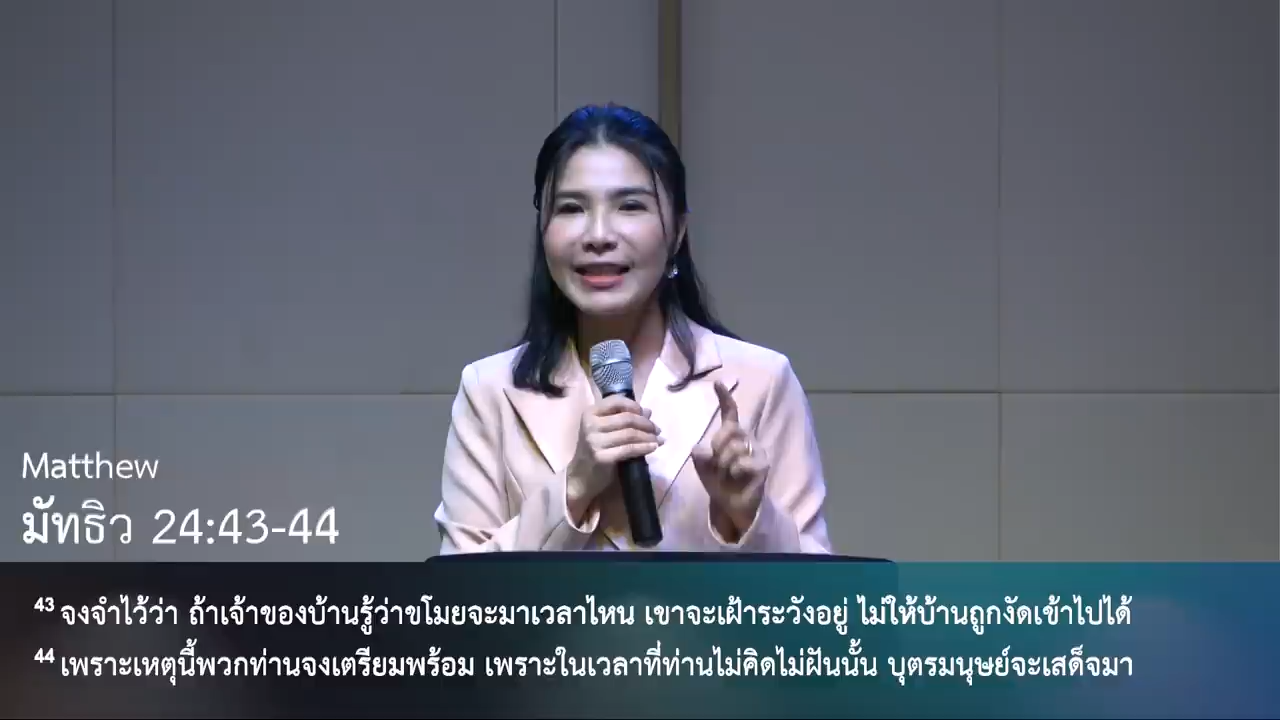 Matthew
มัทธิว 24:43-44
43 จงจำไว้ว่า ถ้าเจ้าของบ้านรู้ว่าขโมยจะมาเวลาไหน เขาจะเฝ้าระวังอยู่ ไม่ให้บ้านถูกงัดเข้าไปได้
44 เพราะเหตุนี้พวกท่านจงเตรียมพร้อม เพราะในเวลาที่ท่านไม่คิดไม่ฝันนั้น บุตรมนุษย์จะเสด็จมา